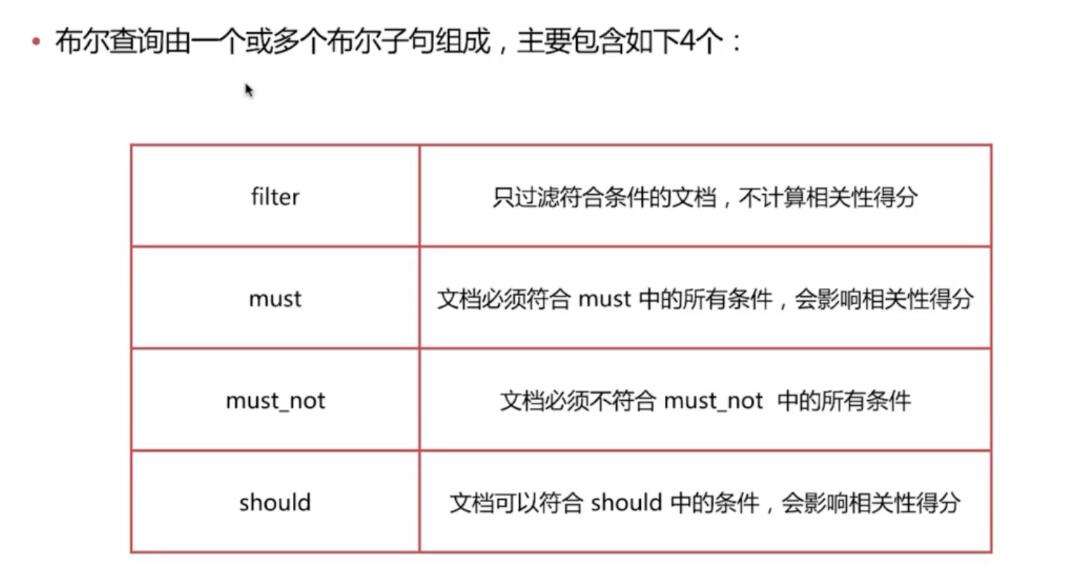 • 布尔查询由一个或多个布尔子句组成，主要包含如下4个：
filter 只过滤符合条件的文档，不计算相关性得分
must 文档必须符合 must 中的所有条件，会影响相关性得分
must_not 文档必须不符合 must_not 中的所有条件
should 文档可以符合 should 中的条件，会影响相关性得分